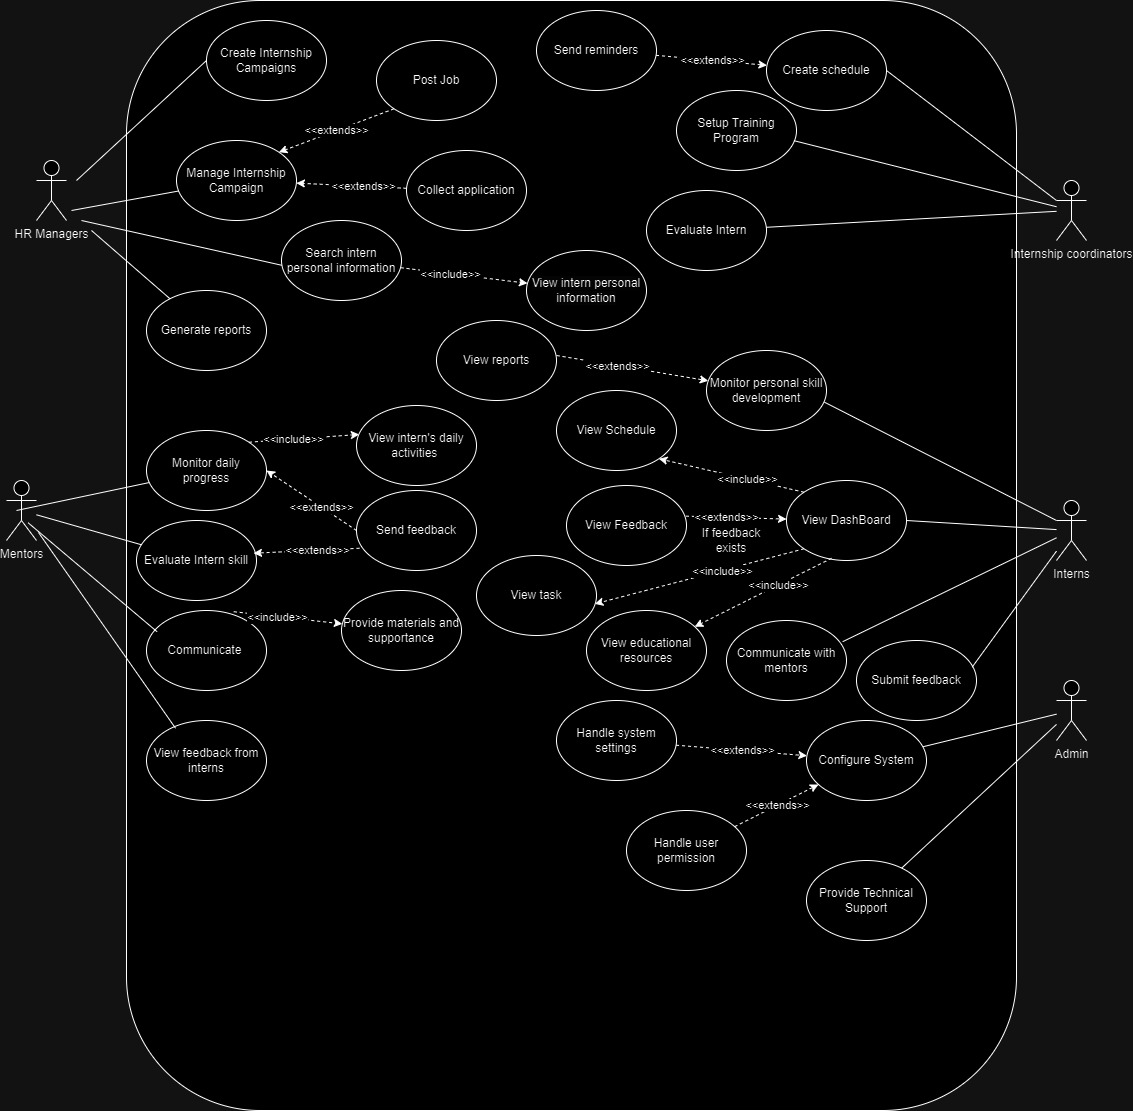 Create Internship
Campaigns
Post Job
Send reminders
<<extends>>
Create schedule
Setup Training
Program
<<extends>>
Manage Internship
Campaign
<<extends>>
Collect application
HR Managers
Evaluate Intern
Internship coordinators
Search intern
personal information
<<include>>
View intern personal
information
Generate reports
View reports
<<extends>>
Monitor personal skill
development
View Schedule
<<include>>
View intern's daily
activities
Monitor daily
progress
<<include>>
<<extends>>
Send feedback
View Feedback
<<extends>>
If feedback
exists
View DashBoard
Mentors
Evaluate Intern skill
<<extends>>
Interns
<<include>>
<<include>>
View task
Communicate
<<include>>
Provide materials and
supportance
View educational
resources
Communicate with
mentors
Submit feedback
View feedback from
interns
Handle system
settings
<<extends>>
Configure System
Admin
<<extends>>
Handle user
permission
Provide Technical
Support